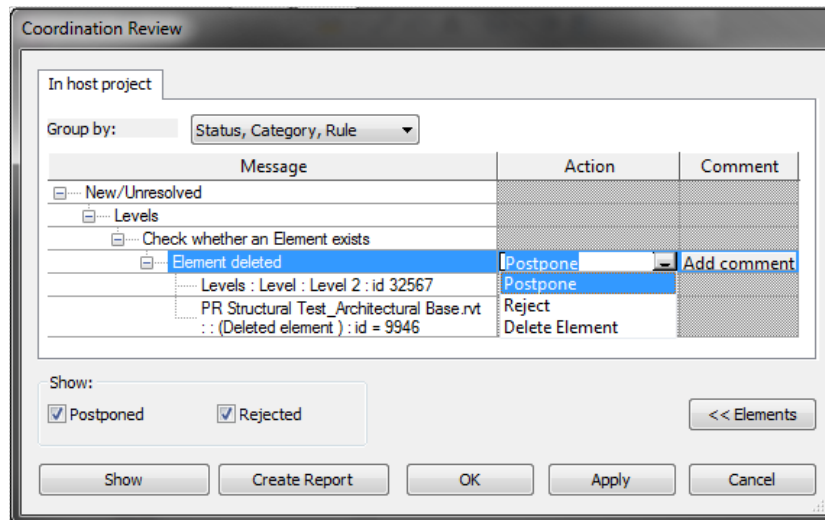 Coordination Review
In host project
Group by: Status, Category, Rule
Message Action Comment
New/Unresolved
Levels
Check whether an Element exists
Element deleted Postpone Add comment
Levels : Level : Level 2 : id 32567 Postpone
PR Structural Test_Architectural Base.rvt Reject
: : (Deleted element ) : id = 9946 Delete Element
Show:
Postponed Rejected << Elements
Show Create Report OK Apply Cancel